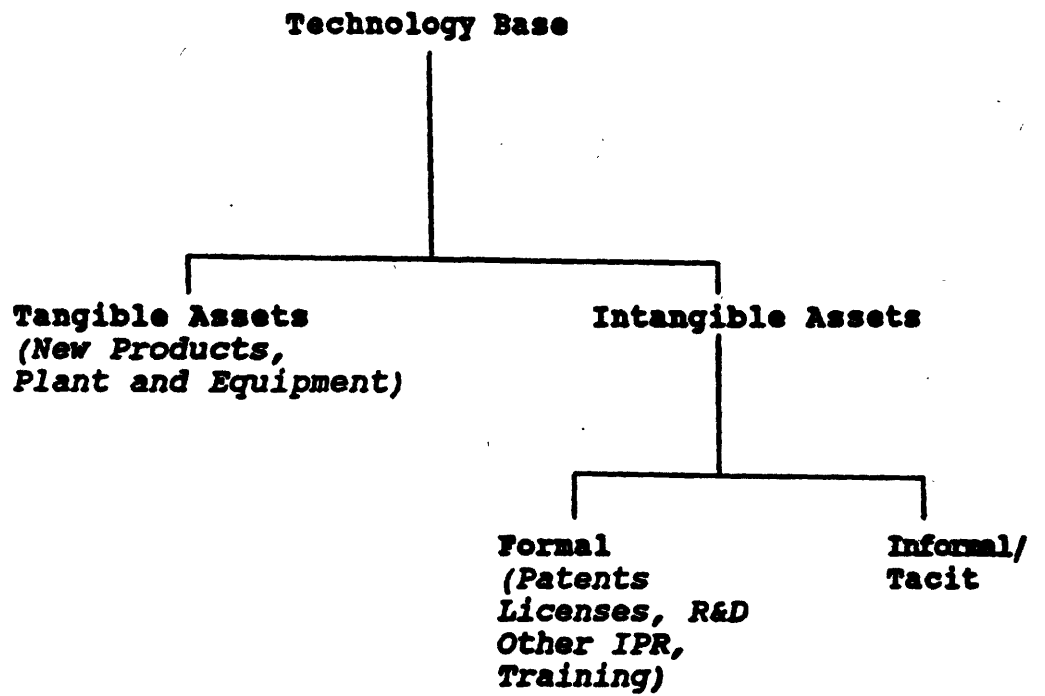 Technology Base
Tangible Assets
(New Products,
Plant and Equipment)
Intangible Assets
Formal
(Patents
Licenses, R&D
Other IPR,
Training)
Informal/
Tacit